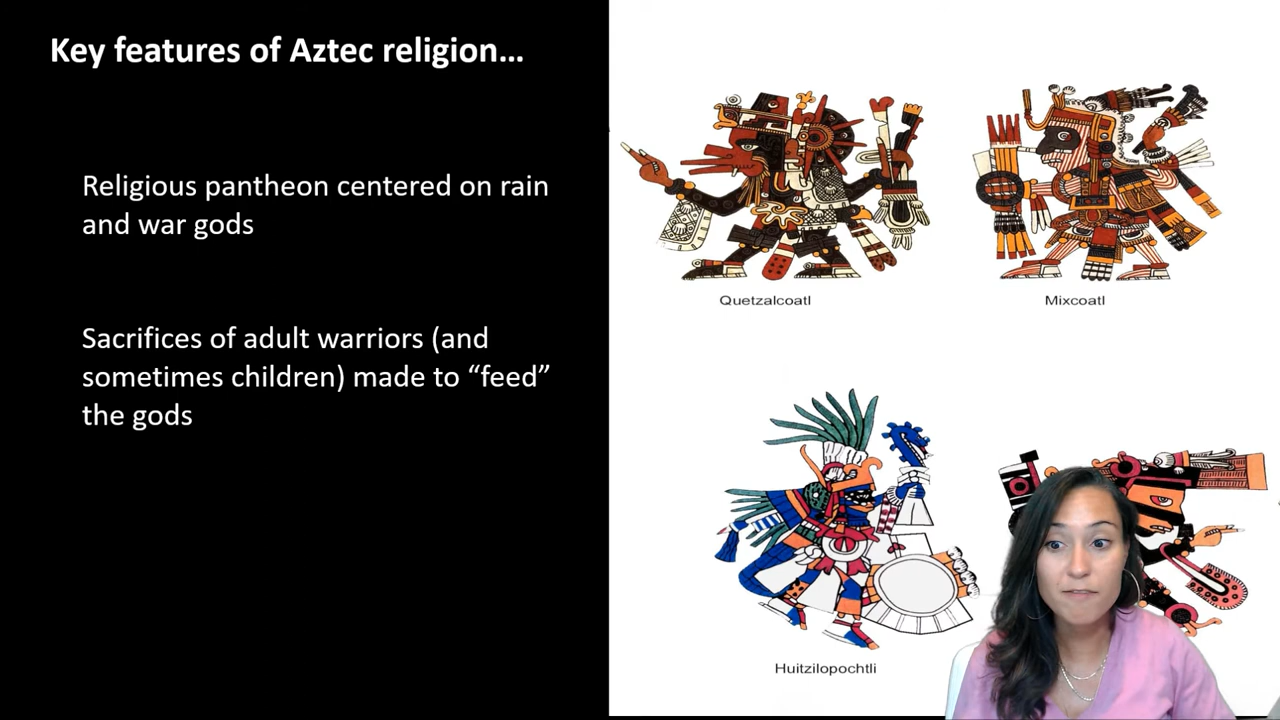 Key features of Aztec religion…
Religious pantheon centered on rain
and war gods
Sacrifices of adult warriors (and
sometimes children) made to “feed”
the gods
Quetzalcoatl
Mixcoatl
Huitzilopochtli